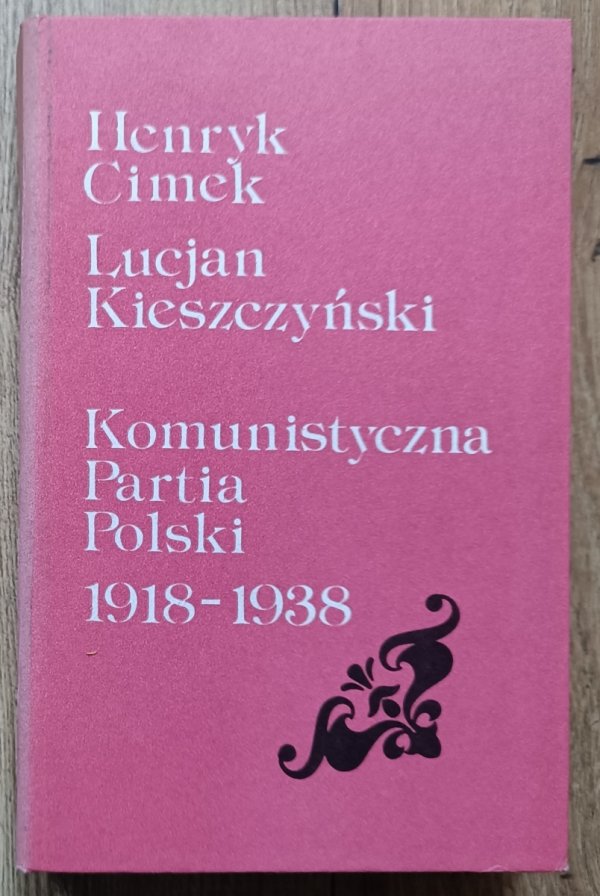 Henryk
Cimek
Lucjan
Kieszczyński
Komunistyczna
Partia
Polski
1918-1938